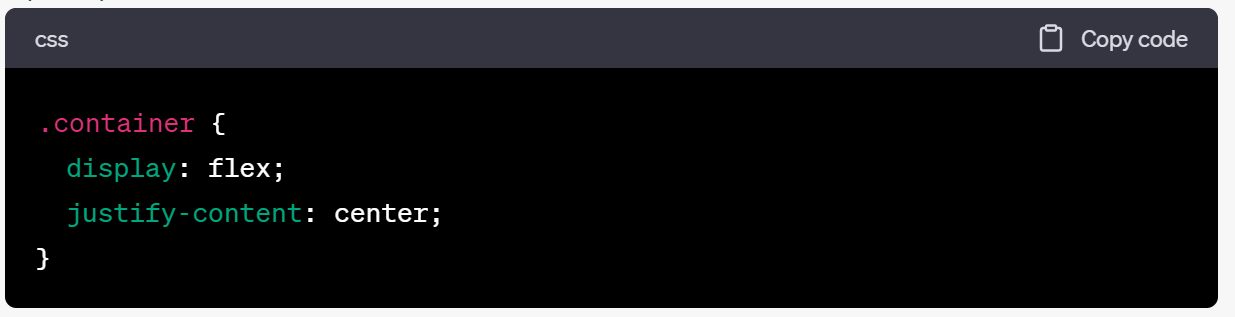 css
Copy code
.container {
  display: flex;
  justify-content: center;
}